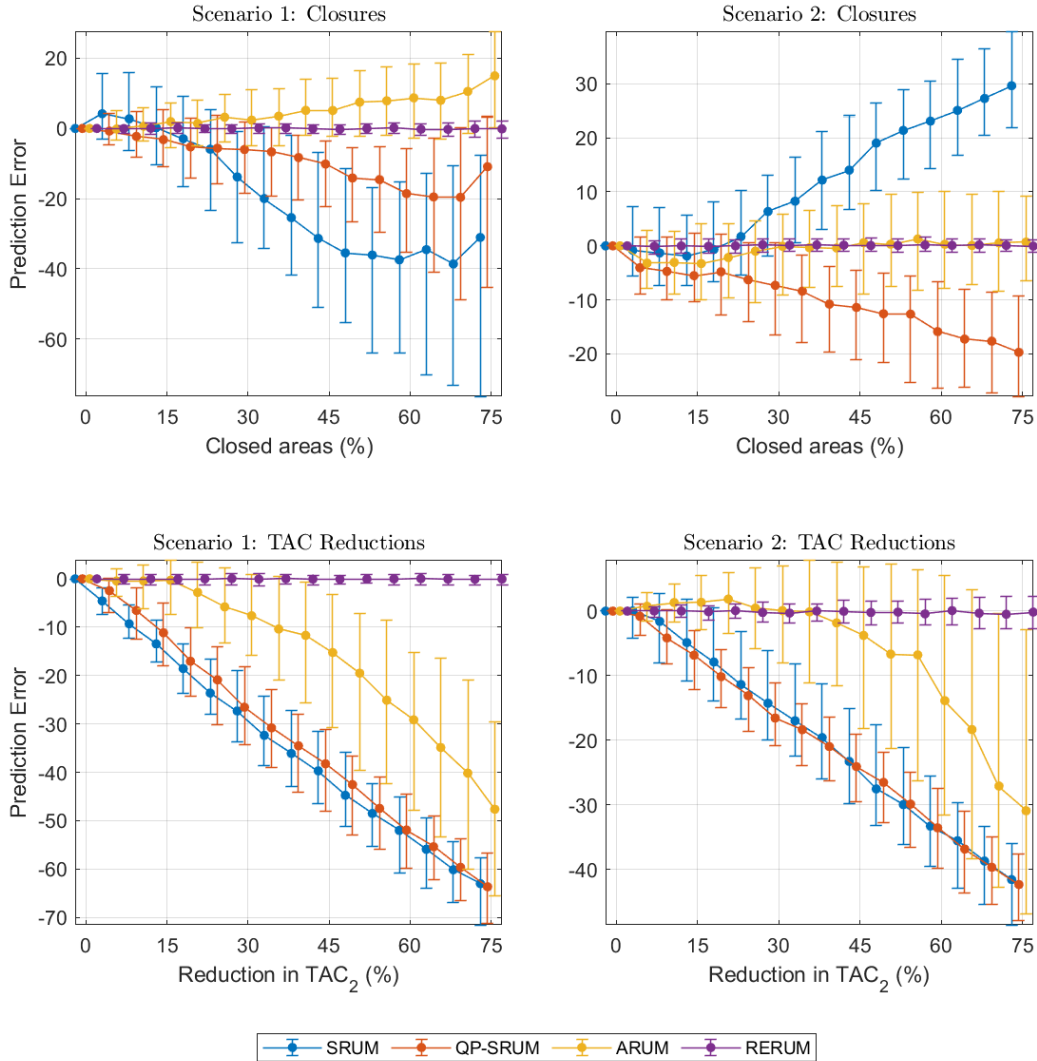 Scenario 1: Closures
Scenario 2: Closures
Prediction Error
20
0
-20
-40
-60
0 15 30 45 60 75
Closed areas (%)
30
20
10
0
-10
-20
0 15 30 45 60 75
Closed areas (%)
Scenario 1: TAC Reductions
Scenario 2: TAC Reductions
Prediction Error
0
-10
-20
-30
-40
-50
-60
-70
0 15 30 45 60 75
Reduction in TAC₂ (%)
0
-10
-20
-30
-40
0 15 30 45 60 75
Reduction in TAC₂ (%)
SRUM QP-SRUM ARUM RERUM